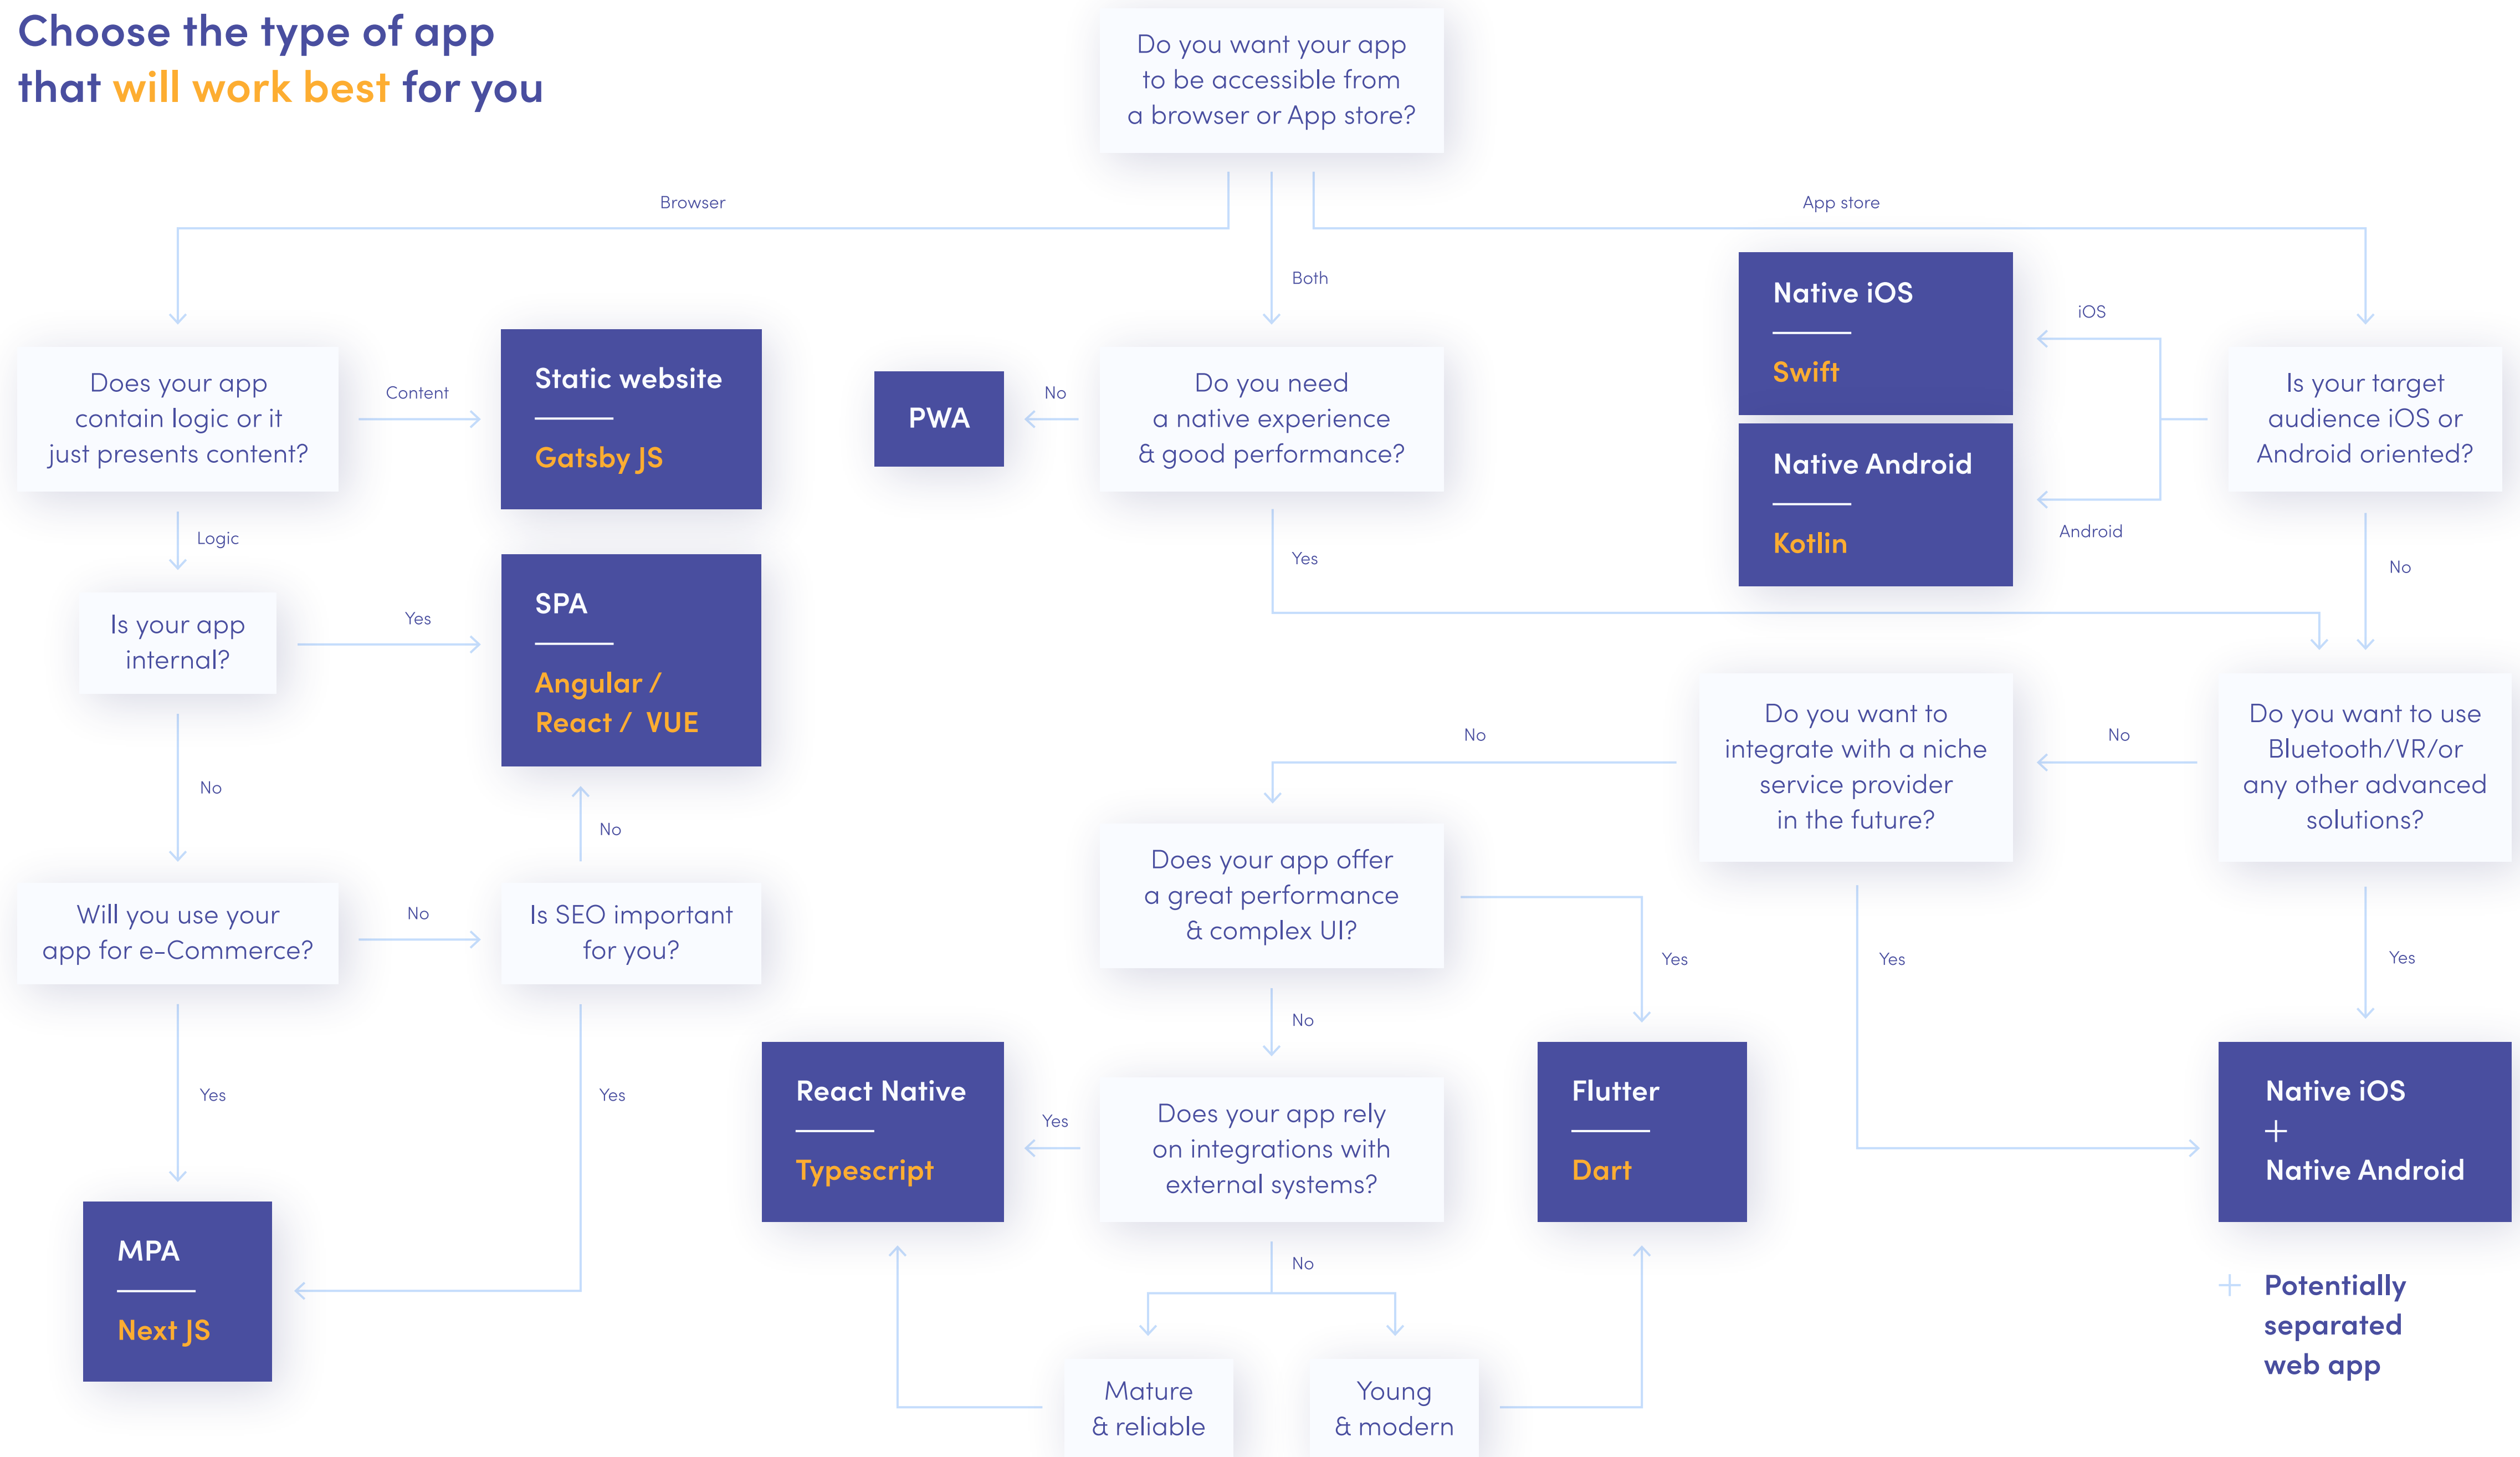 Choose the type of app
that will work best for you
Do you want your app
to be accessible from
a browser or App store?
Browser
Both
App store
Does your app
contain logic or it
just presents content?
Content
Static website
Gatsby JS
Logic
Is your app
internal?
Yes
SPA
Angular /
React / VUE
No
Will you use your
app for e-Commerce?
No
Is SEO important
for you?
No
Yes
Yes
MPA
Next JS
Do you need
a native experience
& good performance?
No
PWA
Yes
Is your target
audience iOS or
Android oriented?
iOS
Native iOS
Swift
Android
Native Android
Kotlin
No
Do you want to use
Bluetooth/VR/or
any other advanced
solutions?
No
Do you want to
integrate with a niche
service provider
in the future?
No
Yes
Yes
Native iOS
+
Native Android
+ Potentially
separated
web app
Does your app offer
a great performance
& complex UI?
Yes
Flutter
Dart
No
Does your app rely
on integrations with
external systems?
Yes
React Native
Typescript
No
Mature
& reliable
Young
& modern